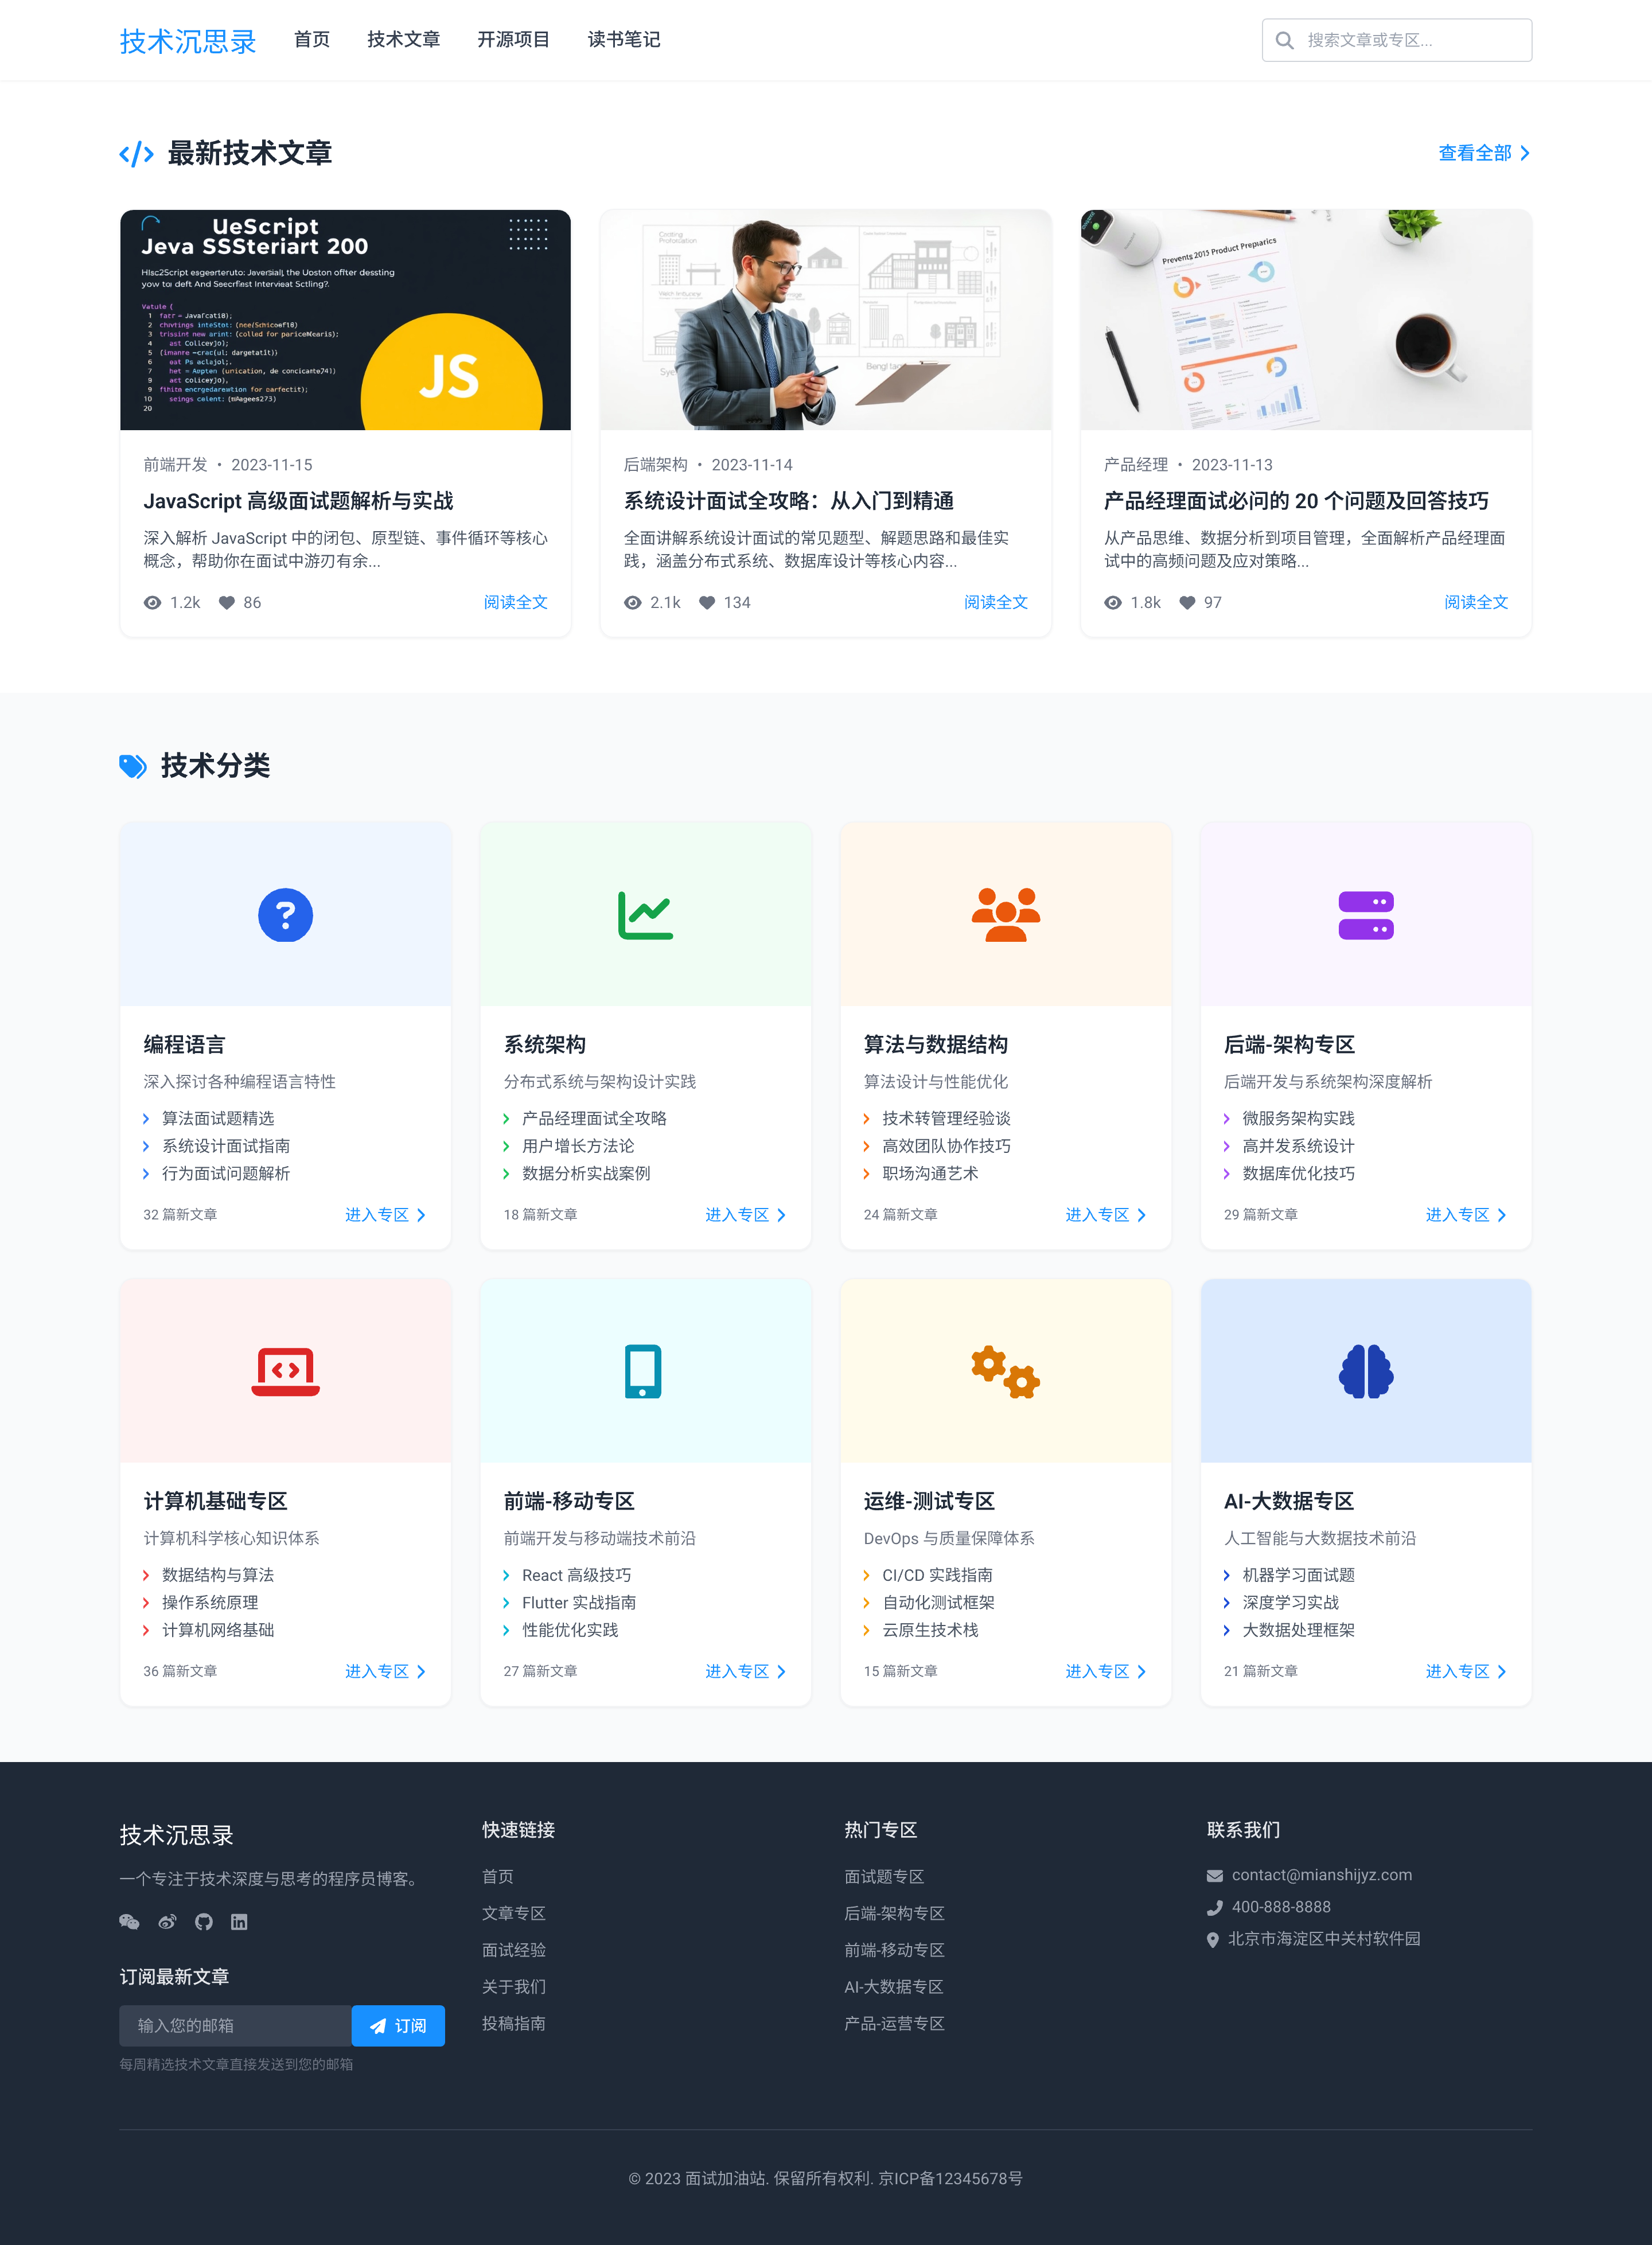 技术沉思录
首页
技术文章
开源项目
读书笔记
搜索文章或专区...
最新技术文章
查看全部
UeScript
Jeva SSSteriart 200
JS
Prevents 2015 Product Preparics
前端开发 • 2023-11-15
JavaScript 高级面试题解析与实战
深入解析 JavaScript 中的闭包、原型链、事件循环等核心
概念，帮助你在面试中游刃有余...
1.2k 86 阅读全文
后端架构 • 2023-11-14
系统设计面试全攻略：从入门到精通
全面讲解系统设计面试的常见题型、解题思路和最佳实
践，涵盖分布式系统、数据库设计等核心内容...
2.1k 134 阅读全文
产品经理 • 2023-11-13
产品经理面试必问的 20 个问题及回答技巧
从产品思维、数据分析到项目管理，全面解析产品经理面
试中的高频问题及应对策略...
1.8k 97 阅读全文
技术分类
编程语言
深入探讨各种编程语言特性
算法面试题精选
系统设计面试指南
行为面试问题解析
32 篇新文章 进入专区
系统架构
分布式系统与架构设计实践
产品经理面试全攻略
用户增长方法论
数据分析实战案例
18 篇新文章 进入专区
算法与数据结构
算法设计与性能优化
技术转管理经验谈
高效团队协作技巧
职场沟通艺术
24 篇新文章 进入专区
后端-架构专区
后端开发与系统架构深度解析
微服务架构实践
高并发系统设计
数据库优化技巧
29 篇新文章 进入专区
计算机基础专区
计算机科学核心知识体系
数据结构与算法
操作系统原理
计算机网络基础
36 篇新文章 进入专区
前端-移动专区
前端开发与移动端技术前沿
React 高级技巧
Flutter 实战指南
性能优化实践
27 篇新文章 进入专区
运维-测试专区
DevOps 与质量保障体系
CI/CD 实践指南
自动化测试框架
云原生技术栈
15 篇新文章 进入专区
AI-大数据专区
人工智能与大数据技术前沿
机器学习面试题
深度学习实战
大数据处理框架
21 篇新文章 进入专区
技术沉思录
一个专注于技术深度与思考的程序员博客。
订阅最新文章
输入您的邮箱
订阅
每周精选技术文章直接发送到您的邮箱
快速链接
首页
文章专区
面试经验
关于我们
投稿指南
热门专区
面试题专区
后端-架构专区
前端-移动专区
AI-大数据专区
产品-运营专区
联系我们
contact@mianshijyz.com
400-888-8888
北京市海淀区中关村软件园
© 2023 面试加油站. 保留所有权利. 京ICP备12345678号